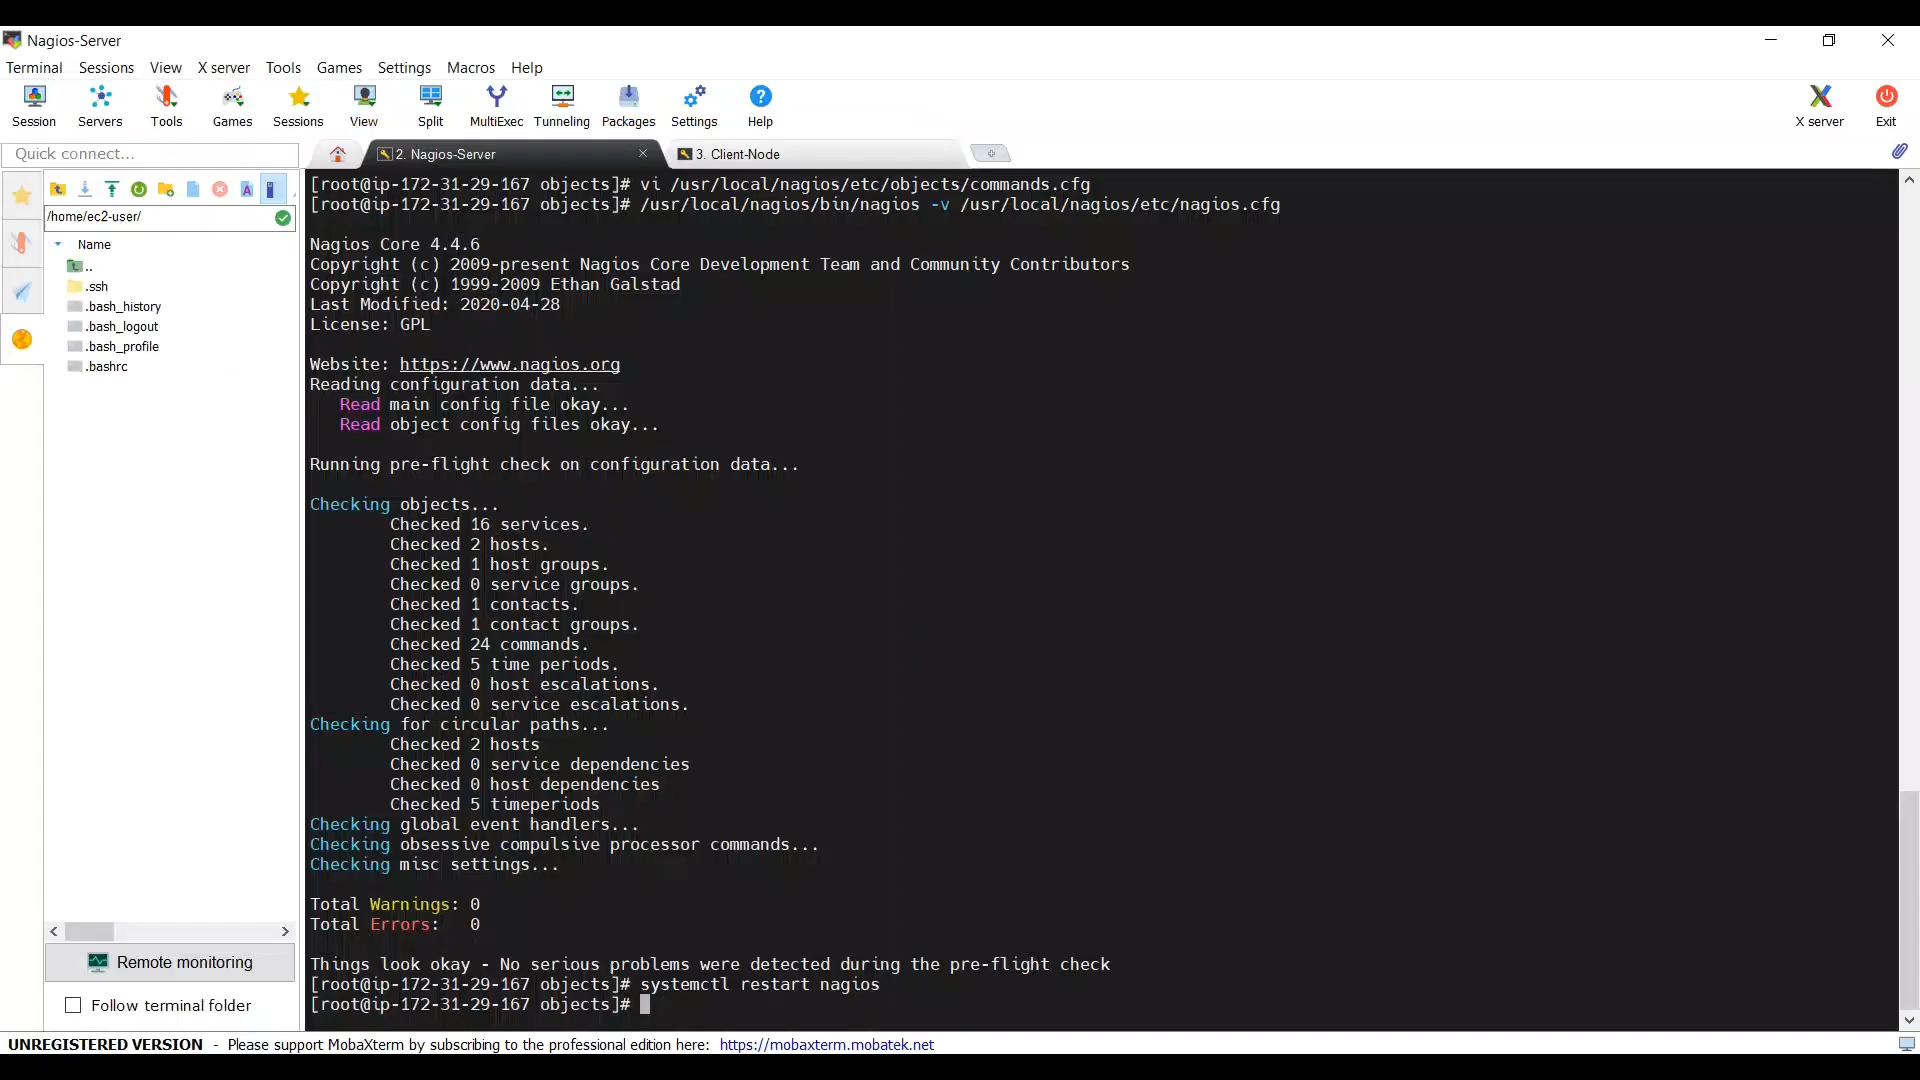 Nagios-Server
Terminal Sessions View X server Tools Games Settings Macros Help
Session Servers Tools Games Sessions View Split MultiExec Tunneling Packages Settings Help X server Exit
Quick connect...
2. Nagios-Server
3. Client-Node
/home/ec2-user/
Name
..
.ssh
.bash_history
.bash_logout
.bash_profile
.bashrc
Remote monitoring
Follow terminal folder
[root@ip-172-31-29-167 objects]# vi /usr/local/nagios/etc/objects/commands.cfg
[root@ip-172-31-29-167 objects]# /usr/local/nagios/bin/nagios -v /usr/local/nagios/etc/nagios.cfg
Nagios Core 4.4.6
Copyright (c) 2009-present Nagios Core Development Team and Community Contributors
Copyright (c) 1999-2009 Ethan Galstad
Last Modified: 2020-04-28
License: GPL
Website: https://www.nagios.org
Reading configuration data...
Read main config file okay...
Read object config files okay...
Running pre-flight check on configuration data...
Checking objects...
Checked 16 services.
Checked 2 hosts.
Checked 1 host groups.
Checked 0 service groups.
Checked 1 contacts.
Checked 1 contact groups.
Checked 24 commands.
Checked 5 time periods.
Checked 0 host escalations.
Checked 0 service escalations.
Checking for circular paths...
Checked 2 hosts
Checked 0 service dependencies
Checked 0 host dependencies
Checked 5 timeperiods
Checking global event handlers...
Checking obsessive compulsive processor commands...
Checking misc settings...
Total Warnings: 0
Total Errors:   0
Things look okay - No serious problems were detected during the pre-flight check
[root@ip-172-31-29-167 objects]# systemctl restart nagios
[root@ip-172-31-29-167 objects]#
UNREGISTERED VERSION - Please support MobaXterm by subscribing to the professional edition here: https://mobaxterm.mobatek.net